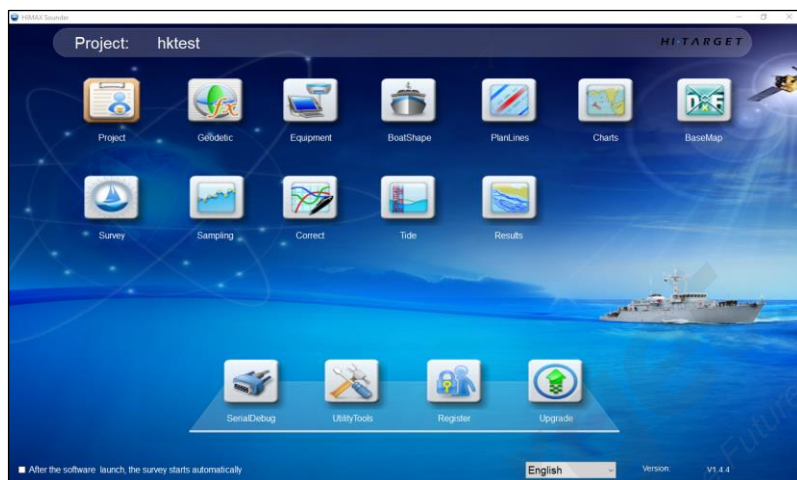 HIMAX Sounder
Project: hktest
HI-TARGET
Project Geodetic Equipment BoatShape PlanLines Charts BaseMap
Survey Sampling Correct Tide Results
SerialDebug UtilityTools Register Upgrade
After the software launch, the survey starts automatically
English
Version: V1.4.4